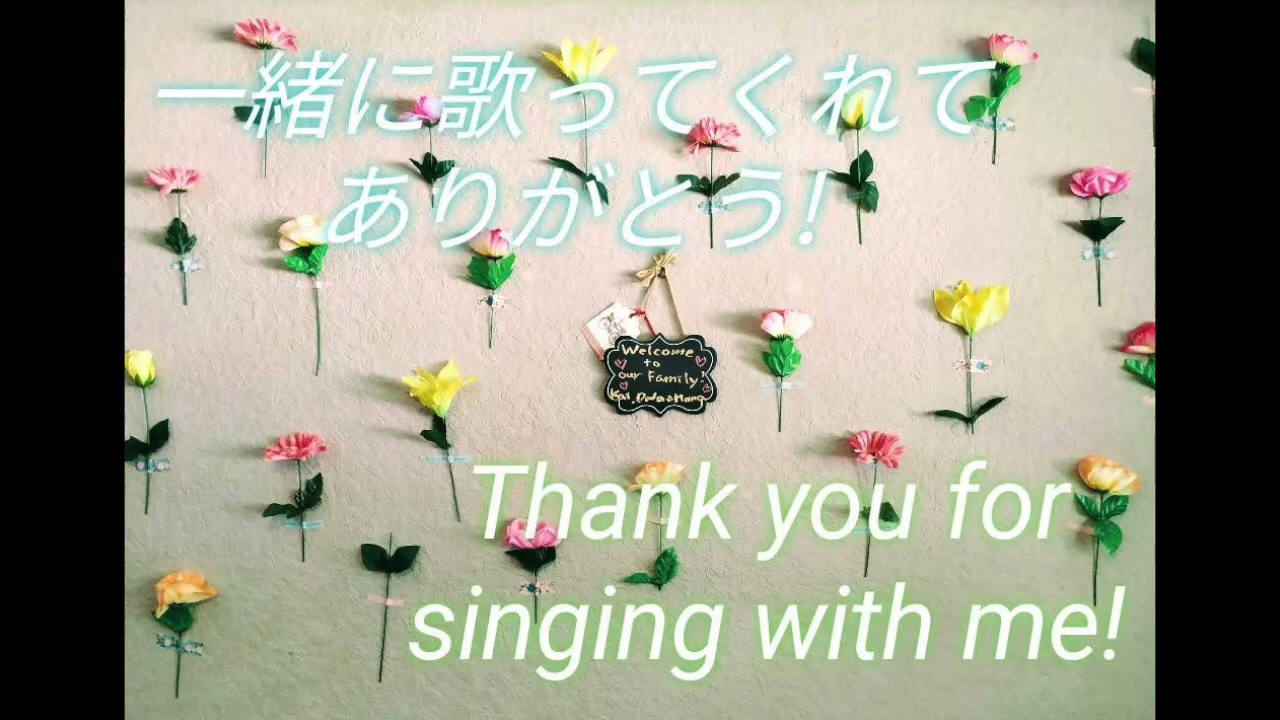 一緒に歌ってくれて
ありがとう!
Welcome
to
our Family!
Thank you for
singing with me!